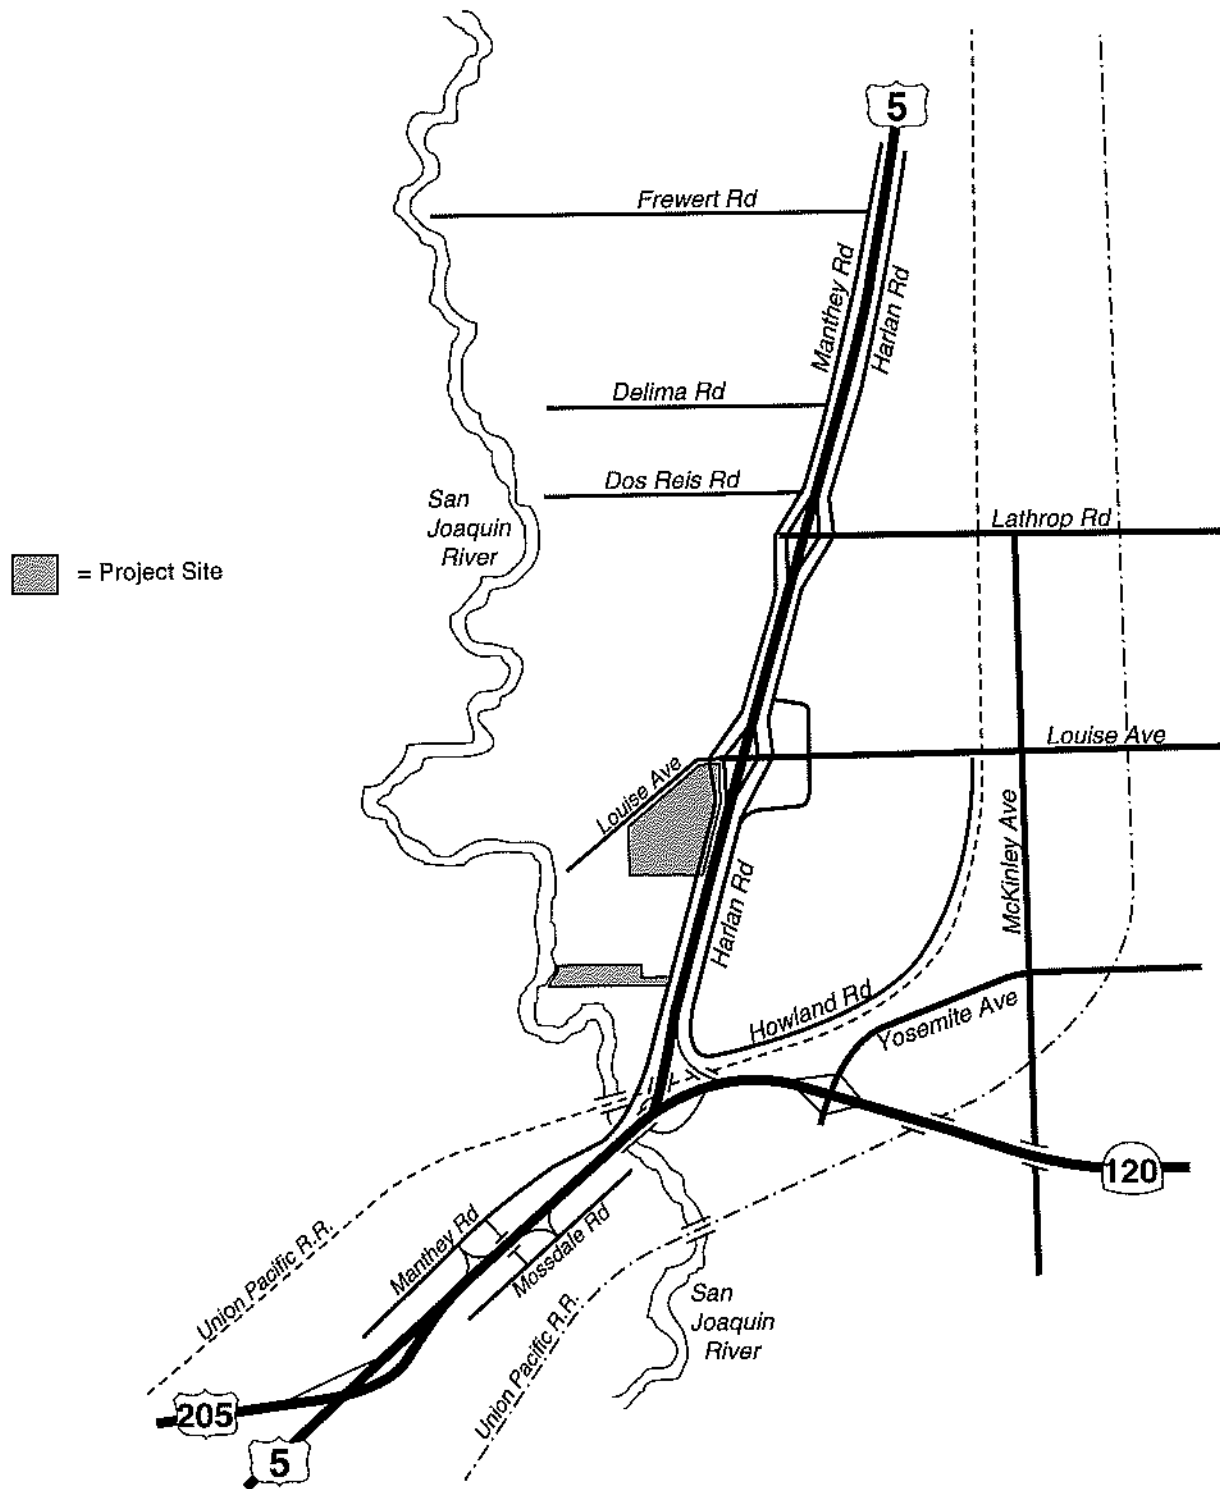 5
Frewert Rd
Manthey Rd
Harlan Rd
Delima Rd
Dos Reis Rd
San
Joaquin
River
Lathrop Rd
= Project Site
Louise Ave
Louise Ave
McKinley Ave
Harlan Rd
Howland Rd
Yosemite Ave
120
Manthey Rd
Mossdale Rd
Union Pacific R.R.
Union Pacific R.R.
San
Joaquin
River
205
5